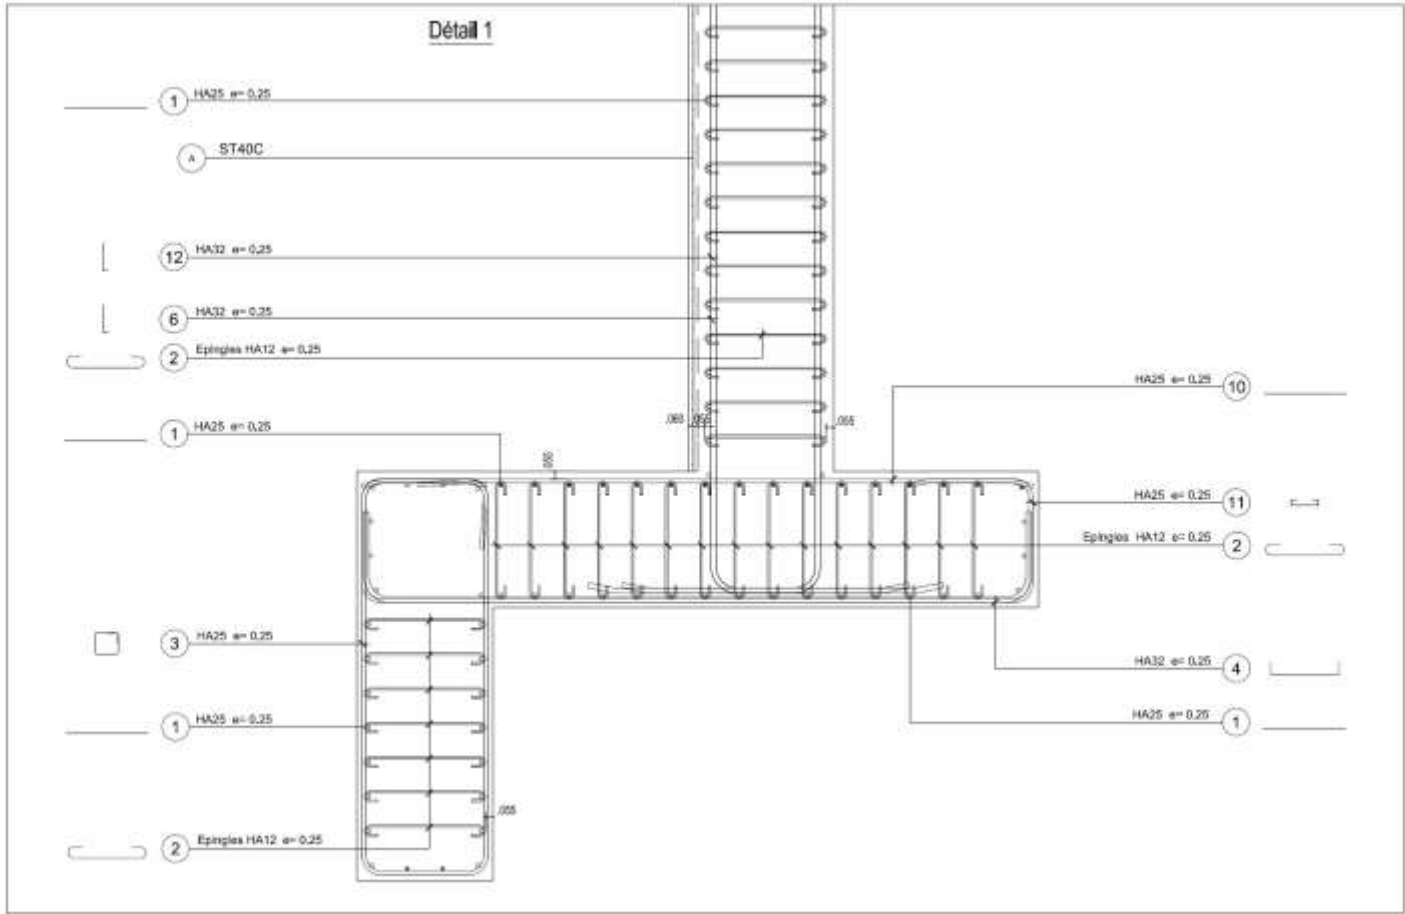 Détail 1
1 HA25 e= 0,25
A ST40C
12 HA32 e= 0,25
6 HA32 e= 0,25
2 Epingles HA12 e= 0,25
HA25 e= 0,25 10
.060 .055
.055
1 HA25 e= 0,25
.055
HA25 e= 0,25 11
Epingles HA12 e= 0,25 2
3 HA25 e= 0,25
HA32 e= 0,25 4
HA25 e= 0,25 1
1 HA25 e= 0,25
.055
2 Epingles HA12 e= 0,25